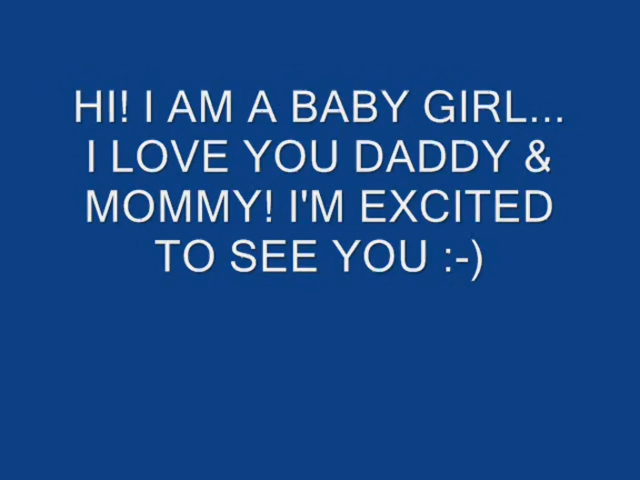 HI! I AM A BABY GIRL...
I LOVE YOU DADDY &
MOMMY! I'M EXCITED
TO SEE YOU :-)